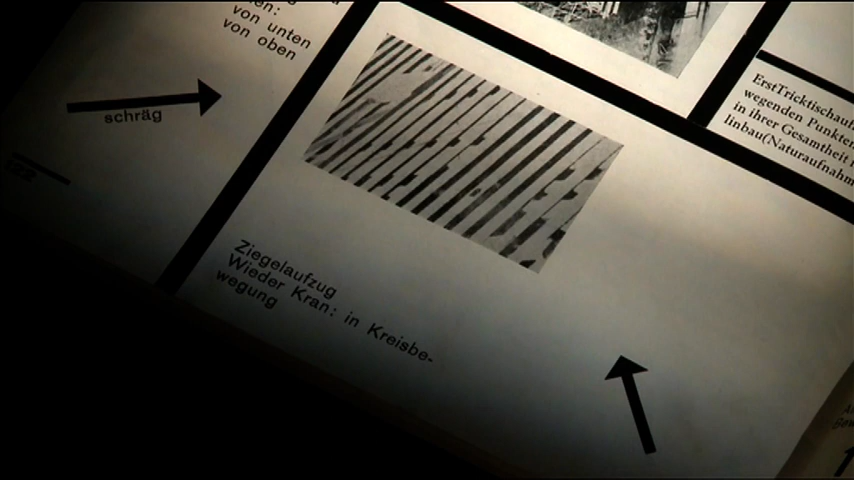 von unten
von oben
schräg
Ziegelaufzug
Wieder Kran: in Kreisbe-
wegung
ErstTricktischauf
wegenden Punkten
in ihrer Gesamtheit
linbau(Naturaufnahm